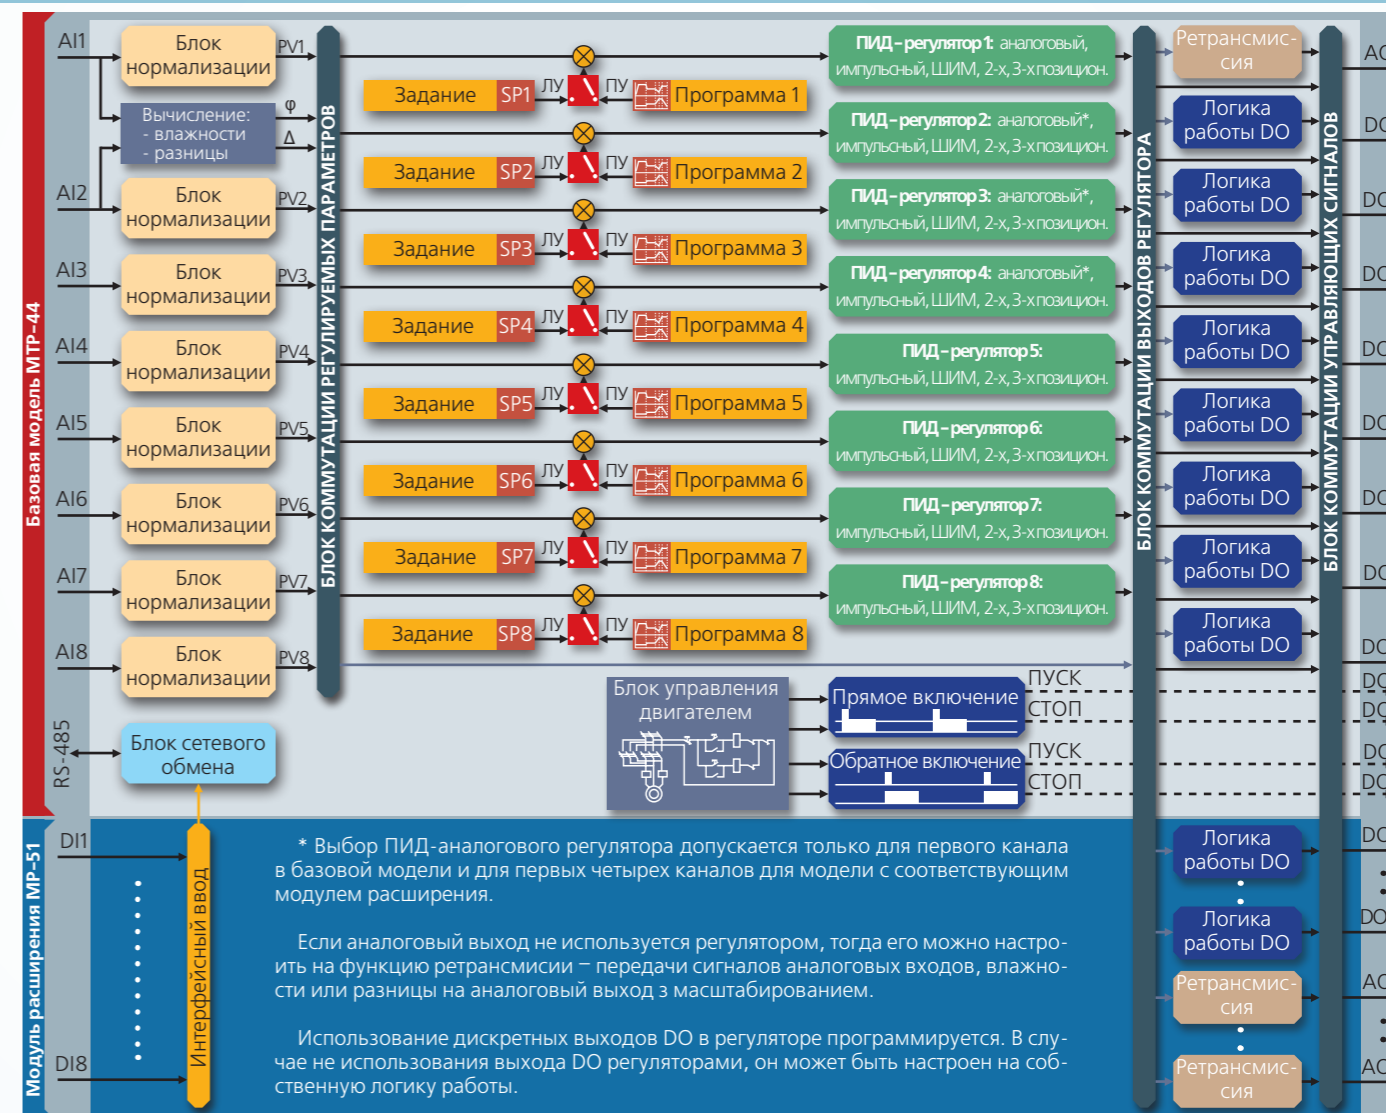 Базовая модель МТР-44
AI1
Блок
нормализации
PV1
Вычисление:
- влажности
- разницы
φ
Δ
AI2
Блок
нормализации
PV2
AI3
Блок
нормализации
PV3
AI4
Блок
нормализации
PV4
AI5
Блок
нормализации
PV5
AI6
Блок
нормализации
PV6
AI7
Блок
нормализации
PV7
AI8
Блок
нормализации
PV8
RS-485
Блок сетевого
обмена
БЛОК КОММУТАЦИИ РЕГУЛИРУЕМЫХ ПАРАМЕТРОВ
Задание SP1 ЛУ ПУ Программа 1
Задание SP2 ЛУ ПУ Программа 2
Задание SP3 ЛУ ПУ Программа 3
Задание SP4 ЛУ ПУ Программа 4
Задание SP5 ЛУ ПУ Программа 5
Задание SP6 ЛУ ПУ Программа 6
Задание SP7 ЛУ ПУ Программа 7
Задание SP8 ЛУ ПУ Программа 8
ПИД-регулятор 1: аналоговый,
импульсный, ШИМ, 2-х, 3-х позицион.
ПИД-регулятор 2: аналоговый*,
импульсный, ШИМ, 2-х, 3-х позицион.
ПИД-регулятор 3: аналоговый*,
импульсный, ШИМ, 2-х, 3-х позицион.
ПИД-регулятор 4: аналоговый*,
импульсный, ШИМ, 2-х, 3-х позицион.
ПИД-регулятор 5:
импульсный, ШИМ, 2-х, 3-х позицион.
ПИД-регулятор 6:
импульсный, ШИМ, 2-х, 3-х позицион.
ПИД-регулятор 7:
импульсный, ШИМ, 2-х, 3-х позицион.
ПИД-регулятор 8:
импульсный, ШИМ, 2-х, 3-х позицион.
Блок управления
двигателем
Прямое включение
ПУСК
СТОП
Обратное включение
ПУСК
СТОП
БЛОК КОММУТАЦИИ ВЫХОДОВ РЕГУЛЯТОРА
Ретрансмис-
сия
Логика
работы DO
Логика
работы DO
Логика
работы DO
Логика
работы DO
Логика
работы DO
Логика
работы DO
Логика
работы DO
Логика
работы DO
БЛОК КОММУТАЦИИ УПРАВЛЯЮЩИХ СИГНАЛОВ
Модуль расширения МР-51
DI1
DI8
Интерфейсный ввод
* Выбор ПИД-аналогового регулятора допускается только для первого канала
в базовой модели и для первых четырех каналов для модели с соответствующим
модулем расширения.
Если аналоговый выход не используется регулятором, тогда его можно настро-
ить на функцию ретрансмисии – передачи сигналов аналоговых входов, влажно-
сти или разницы на аналоговый выход з масштабированием.
Использование дискретных выходов DO в регуляторе программируется. В слу-
чае не использования выхода DO регуляторами, он может быть настроен на соб-
ственную логику работы.
Логика
работы DO
Логика
работы DO
Ретрансмис-
сия
Ретрансмис-
сия